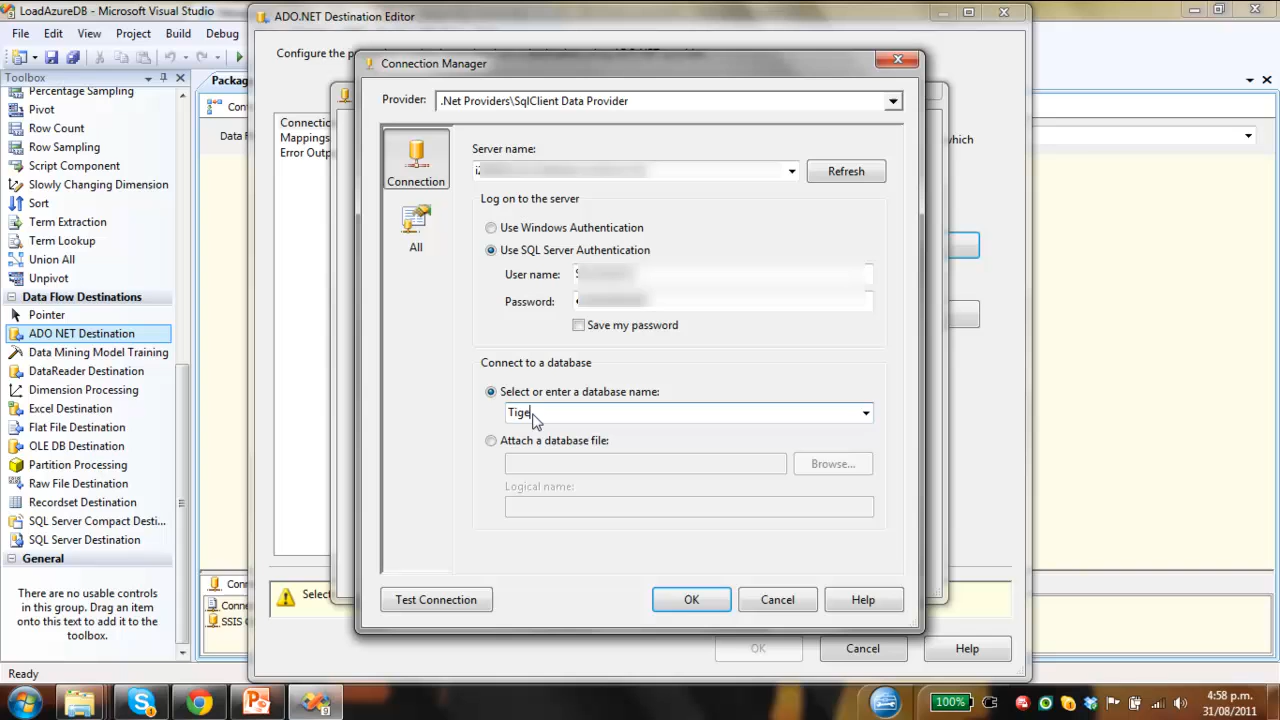 LoadAzureDB - Microsoft Visual Studio
File Edit View Project Build Debug
Toolbox
Percentage Sampling
Pivot
Row Count
Row Sampling
Script Component
Slowly Changing Dimension
Sort
Term Extraction
Term Lookup
Union All
Unpivot
Data Flow Destinations
Pointer
ADO NET Destination
Data Mining Model Training
DataReader Destination
Dimension Processing
Excel Destination
Flat File Destination
OLE DB Destination
Partition Processing
Raw File Destination
Recordset Destination
SQL Server Compact Desti...
SQL Server Destination
General
There are no usable controls
in this group. Drag an item
onto this text to add it to the
toolbox.
Ready
Packag
Con
Data F
Conn
Conne
SSIS C
ADO.NET Destination Editor
Configure the p
Connection
Mappings
Error Outp
which
Selec
OK Cancel Help
Connection Manager
Provider: .Net Providers\SqlClient Data Provider
Connection
All
Server name:
Refresh
Log on to the server
Use Windows Authentication
Use SQL Server Authentication
User name:
Password:
Save my password
Connect to a database
Select or enter a database name:
Tige
Attach a database file:
Browse...
Logical name:
Test Connection OK Cancel Help
100%
4:58 p.m.
31/08/2011